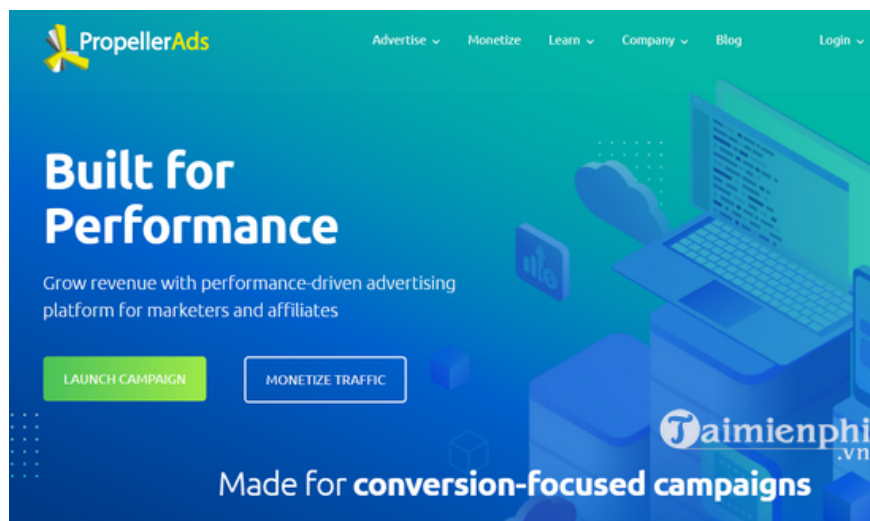 PropellerAds
Advertise
Monetize
Learn
Company
Blog
Login
Built for
Performance
Grow revenue with performance-driven advertising
platform for marketers and affiliates
LAUNCH CAMPAIGN
MONETIZE TRAFFIC
Taimienphi
.vn
Made for conversion-focused campaigns